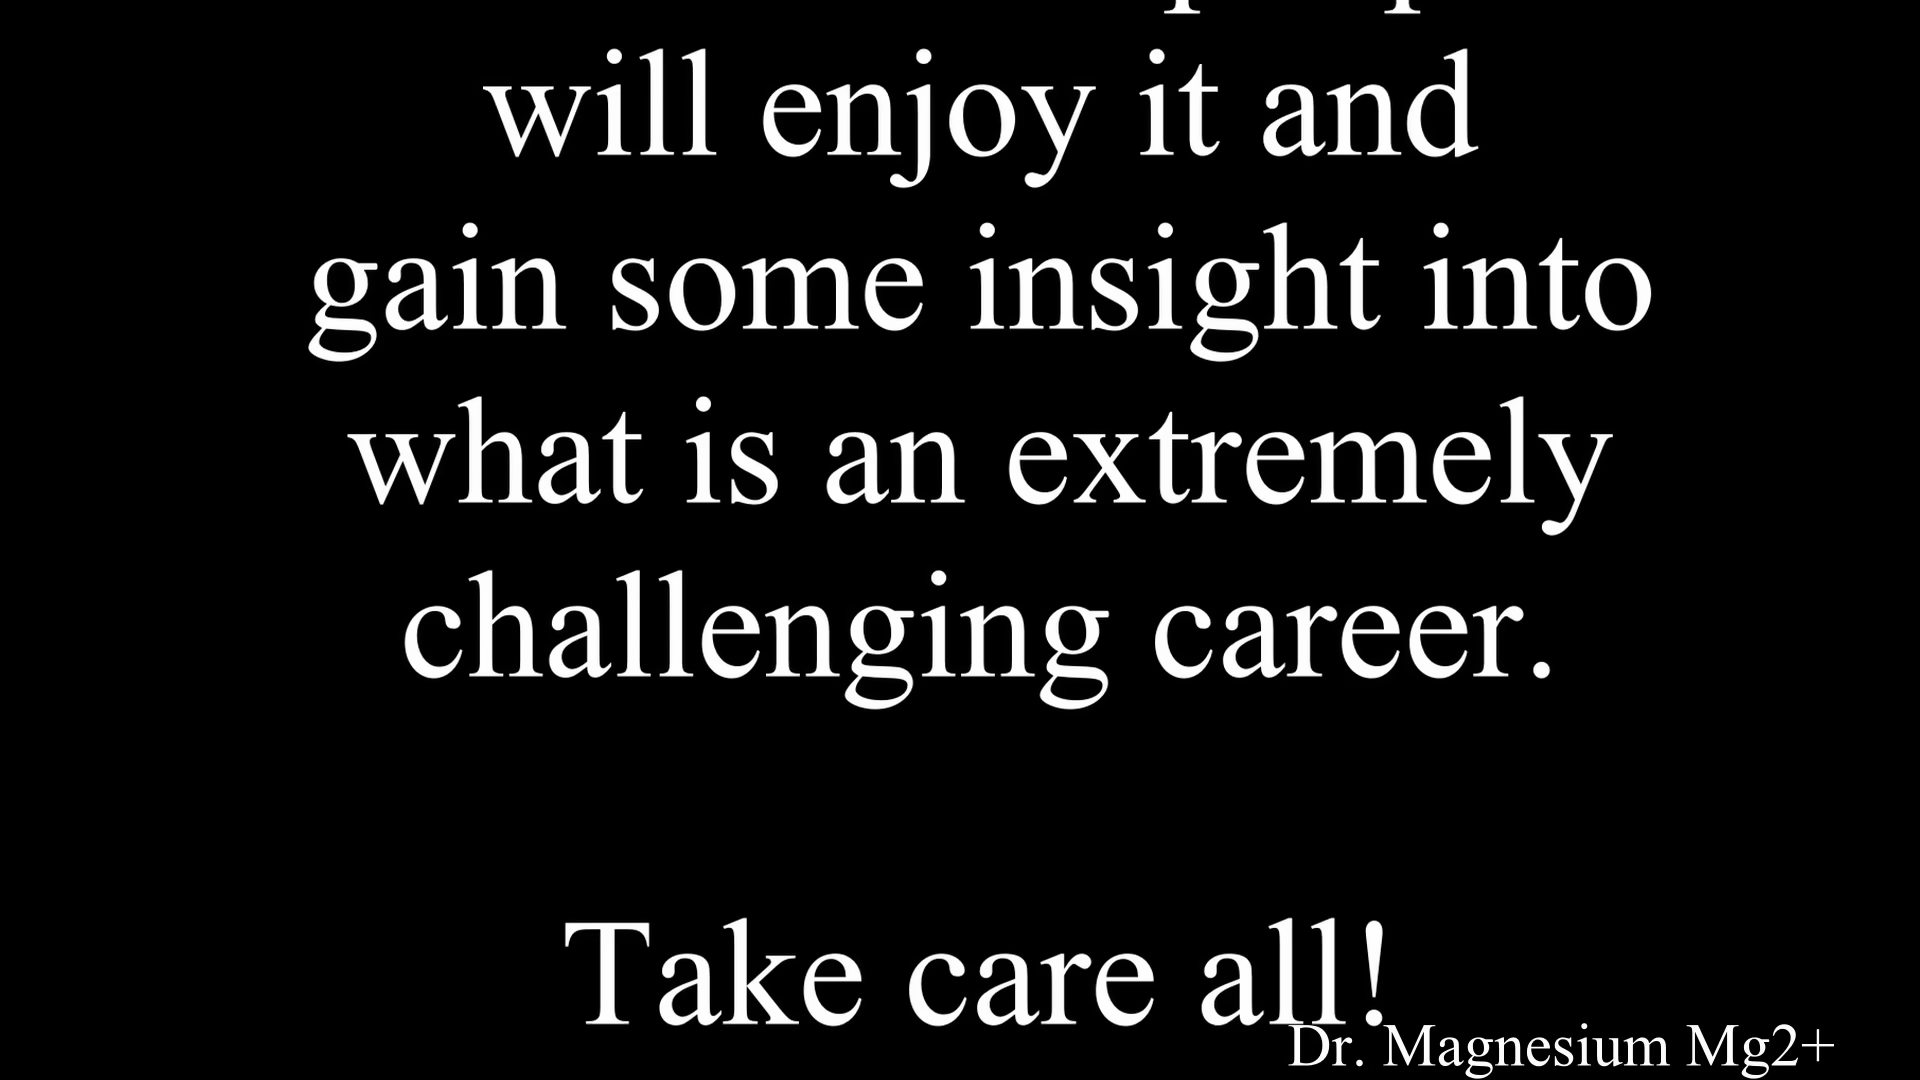 will enjoy it and
gain some insight into
what is an extremely
challenging career.
Take care all!
Dr. Magnesium Mg2+